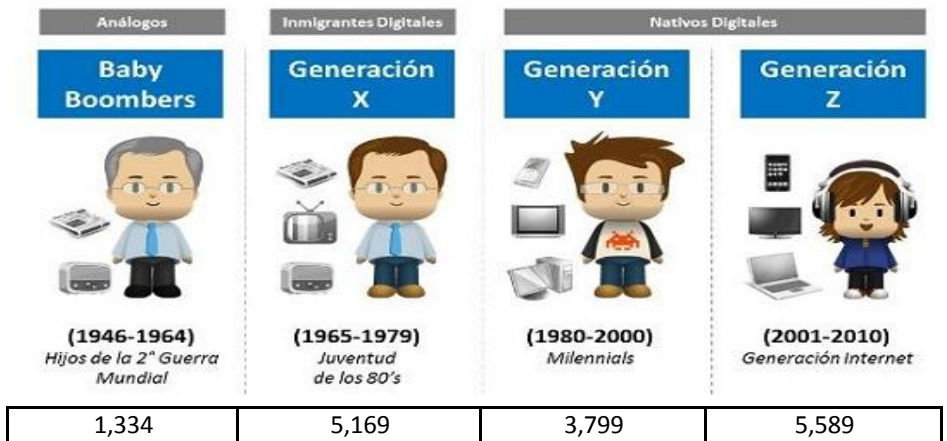 Análogos
Inmigrantes Digitales
Nativos Digitales
Baby
Boombers
Generación
X
Generación
Y
Generación
Z
(1946-1964)
Hijos de la 2° Guerra
Mundial
(1965-1979)
Juventud
de los 80's
(1980-2000)
Milennials
(2001-2010)
Generación Internet
1,334
5,169
3,799
5,589